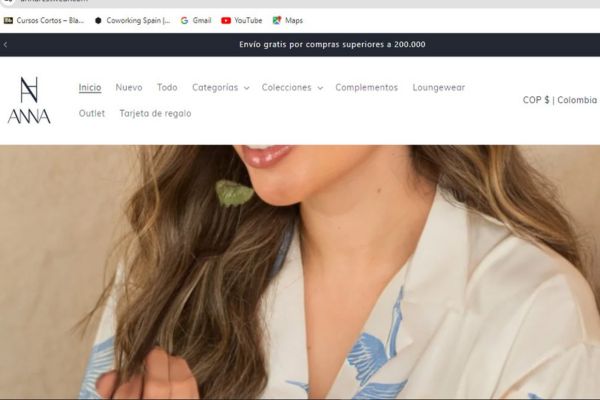 Cursos Cortos – Bla... Coworking Spain |... Gmail YouTube Maps
Envío gratis por compras superiores a 200.000
Inicio Nuevo Todo Categorías Colecciones Complementos Loungewear
COP $ | Colombia
ANNA
Outlet Tarjeta de regalo